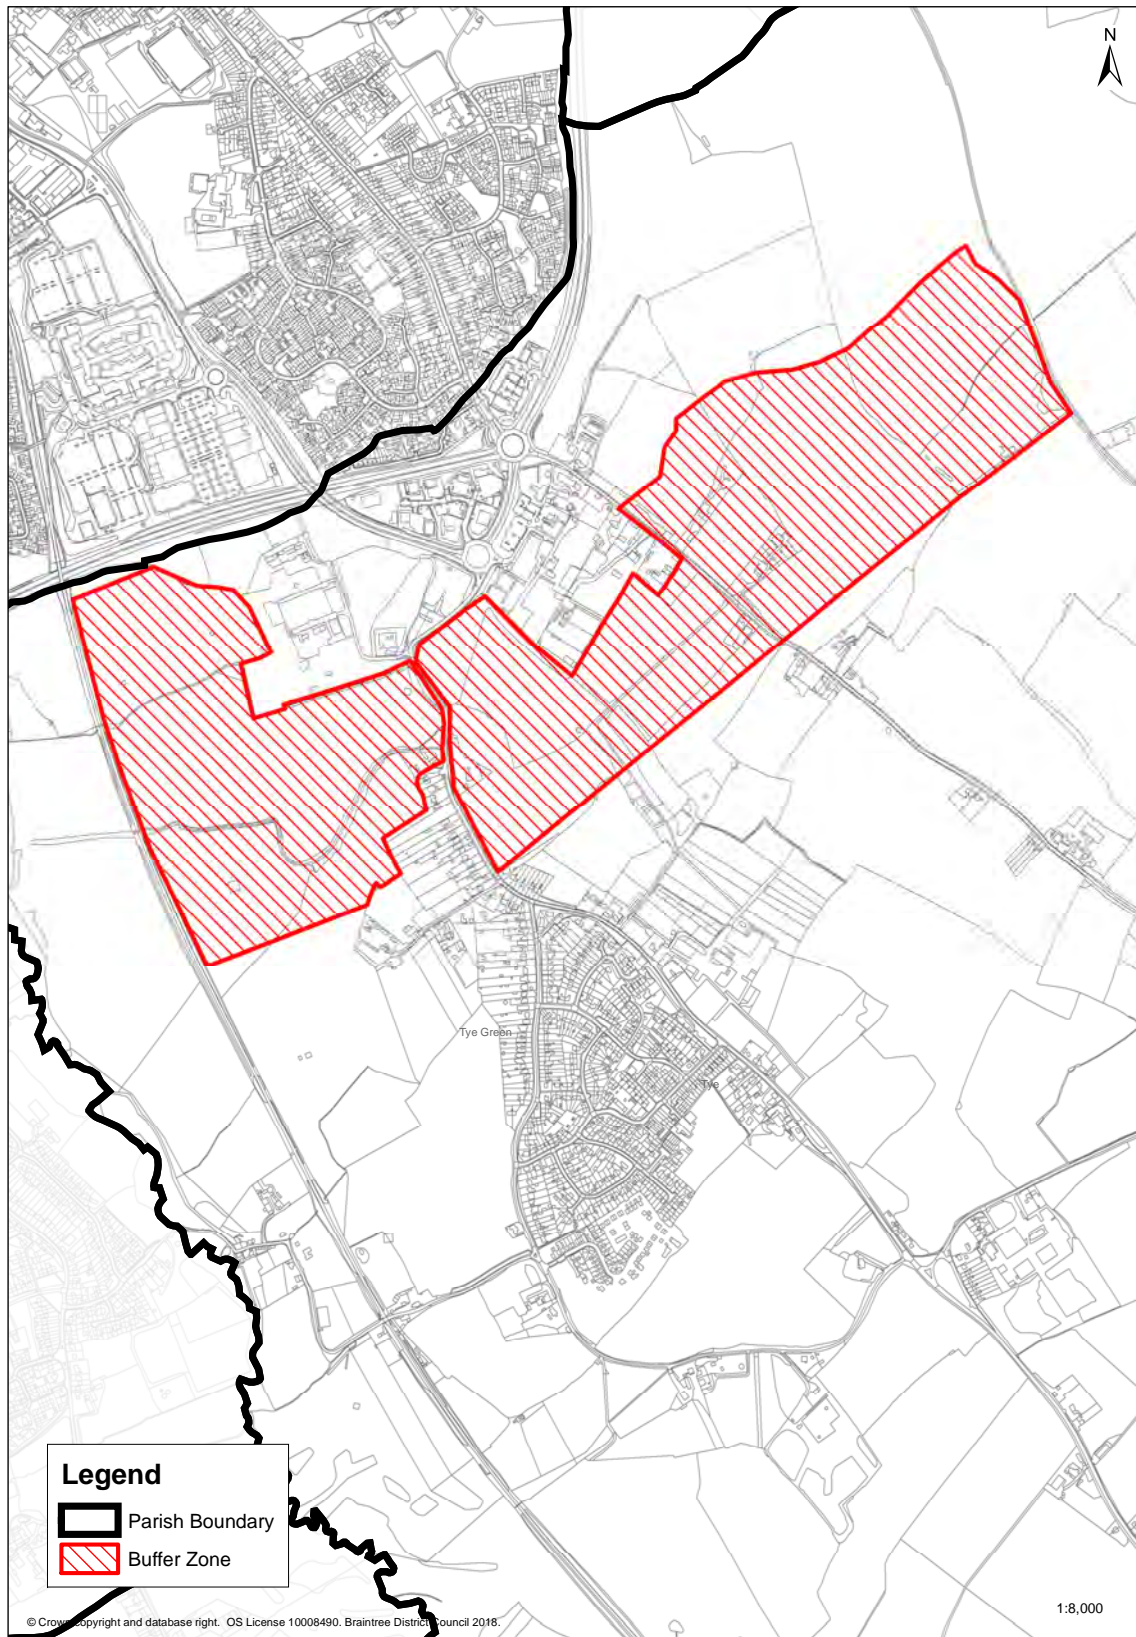 N
Tye Green
Tye
Legend
Parish Boundary
Buffer Zone
1:8,000
© Crown copyright and database right. OS License 10008490. Braintree District Council 2018.